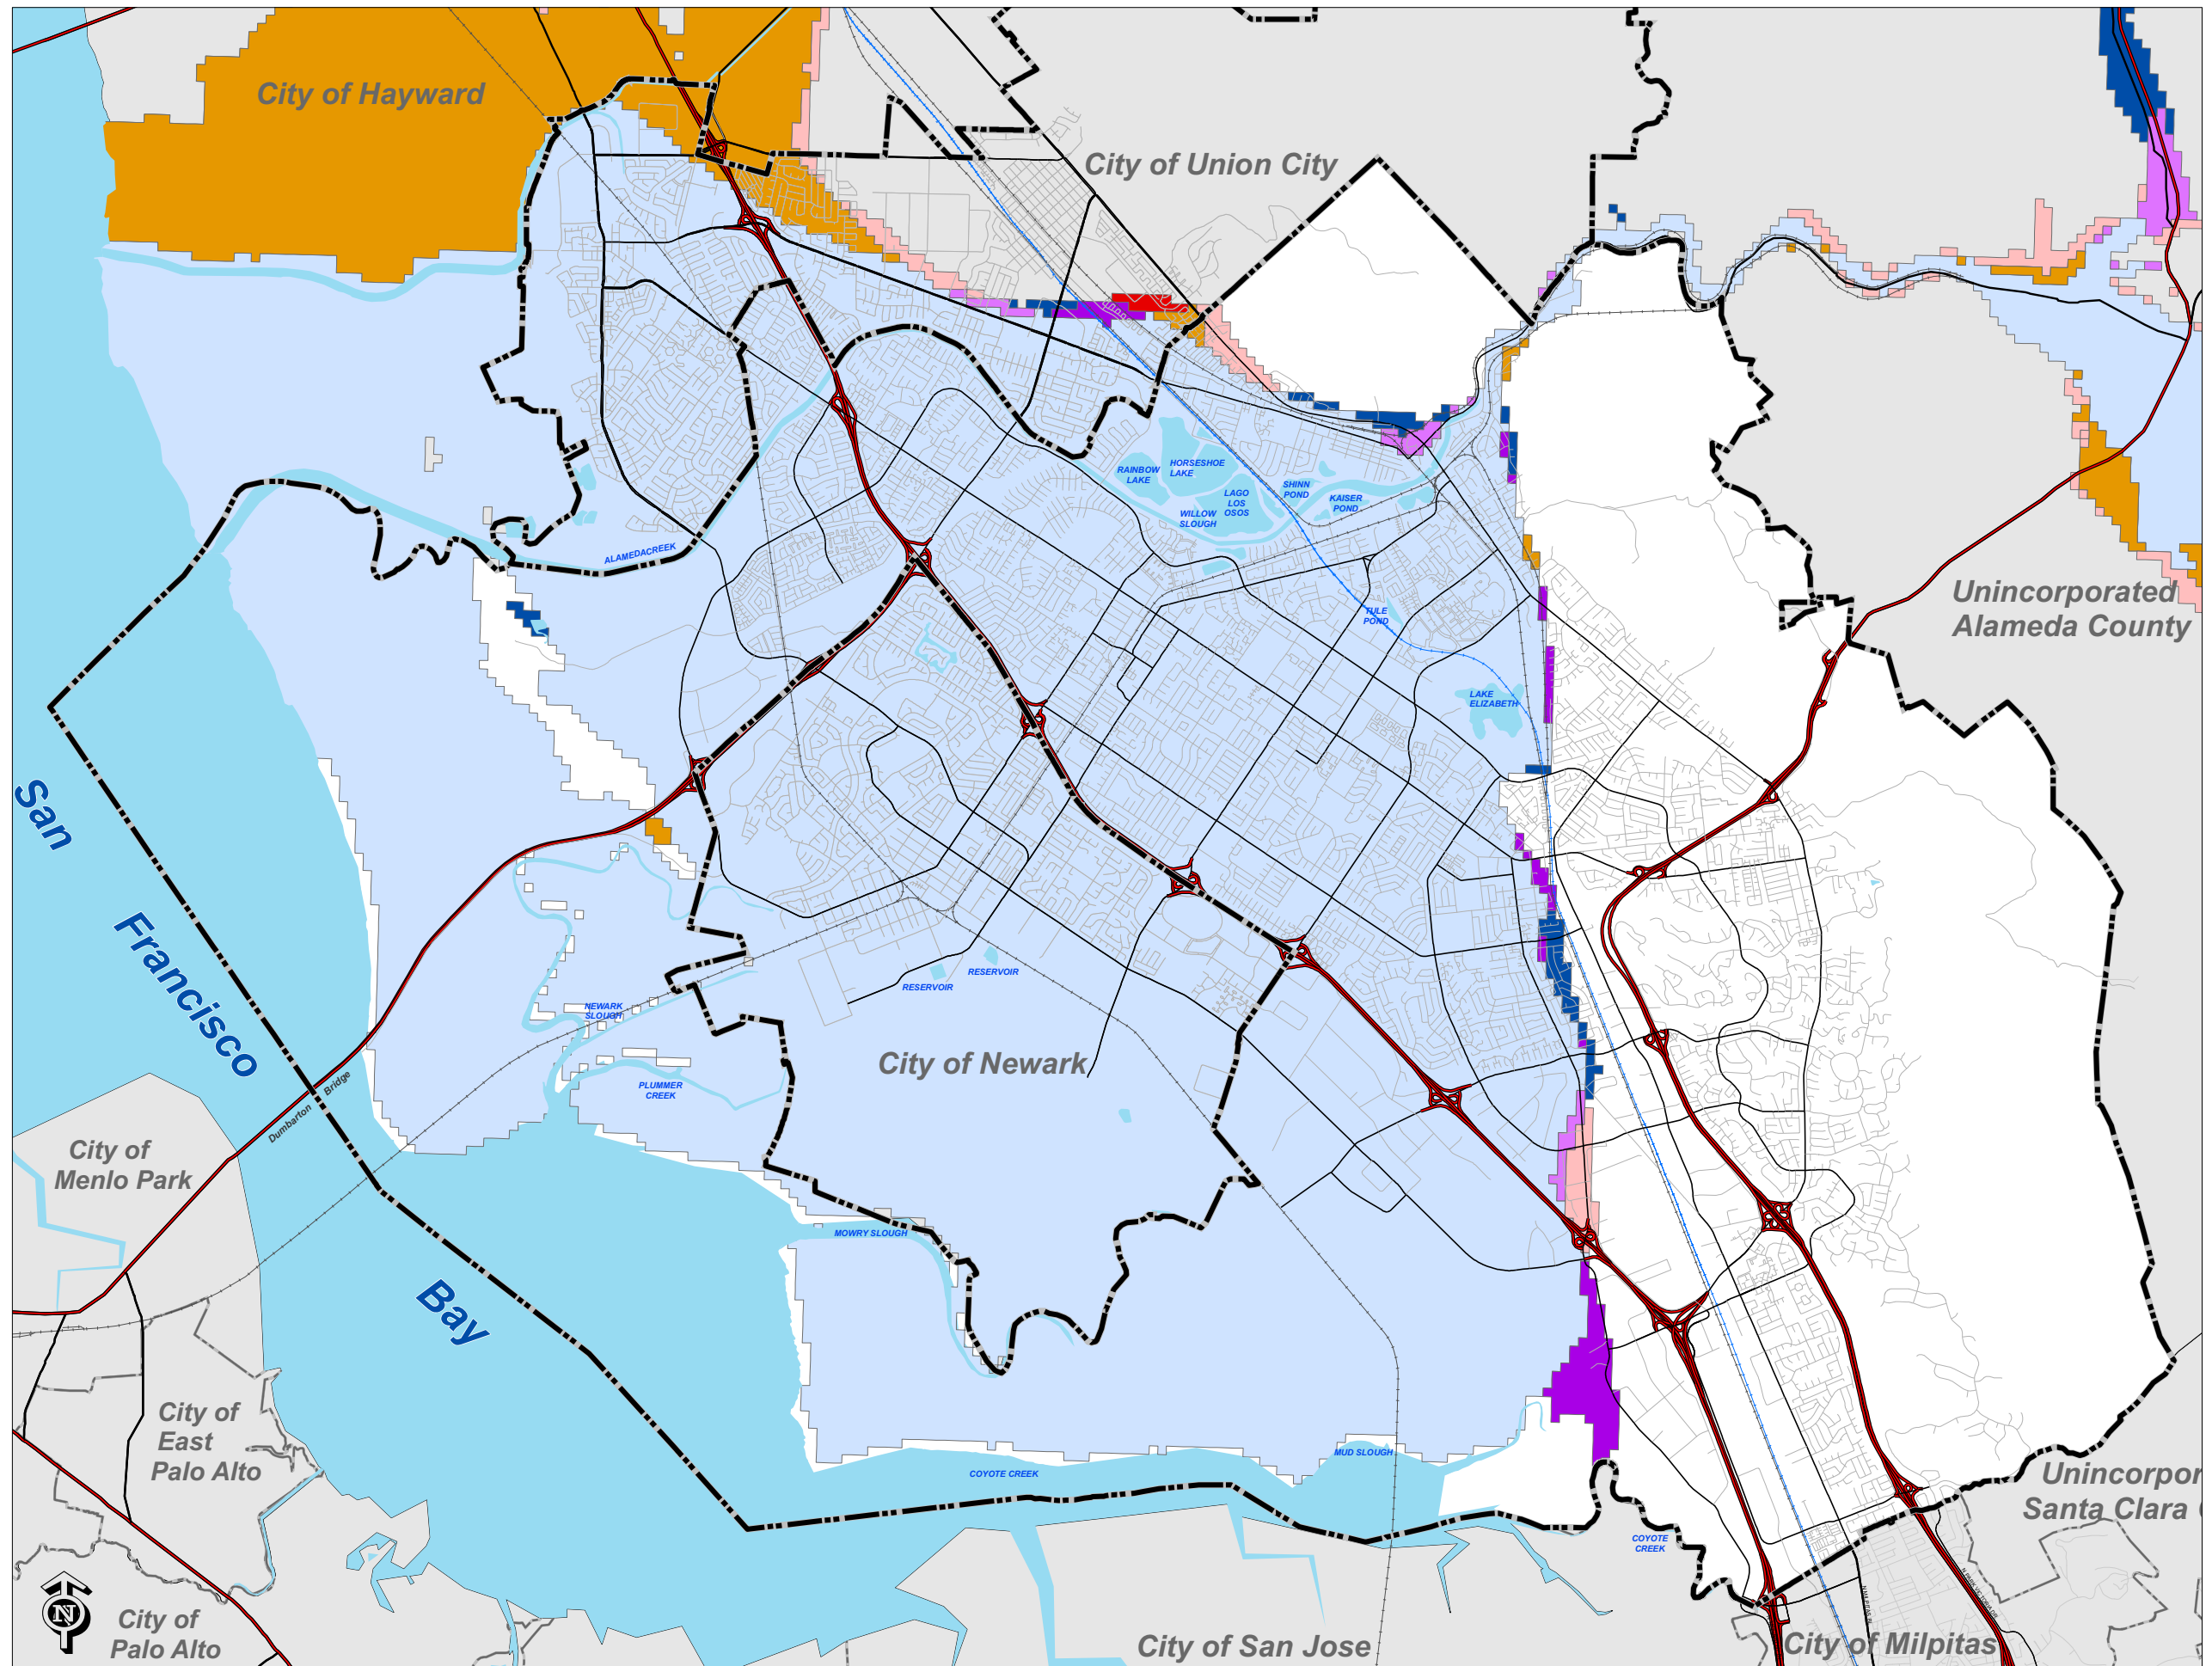 City of Hayward
City of Union City
RAINBOW
LAKE
HORSESHOE
LAKE
LAGO
LOS
OSOS
WILLOW
SLOUGH
SHINN
POND
KAISER
POND
ALAMEDACREEK
TULE
POND
Unincorporated
Alameda County
LAKE
ELIZABETH
San
Francisco
Bay
RESERVOIR
RESERVOIR
NEWARK
SLOUGH
City of Newark
PLUMMER
CREEK
Dumbarton Bridge
City of
Menlo Park
MOWRY SLOUGH
City of
East
Palo Alto
MUD SLOUGH
COYOTE CREEK
Unincorpor
Santa Clara
COYOTE
CREEK
N
City of
Palo Alto
City of San Jose
City of Milpitas